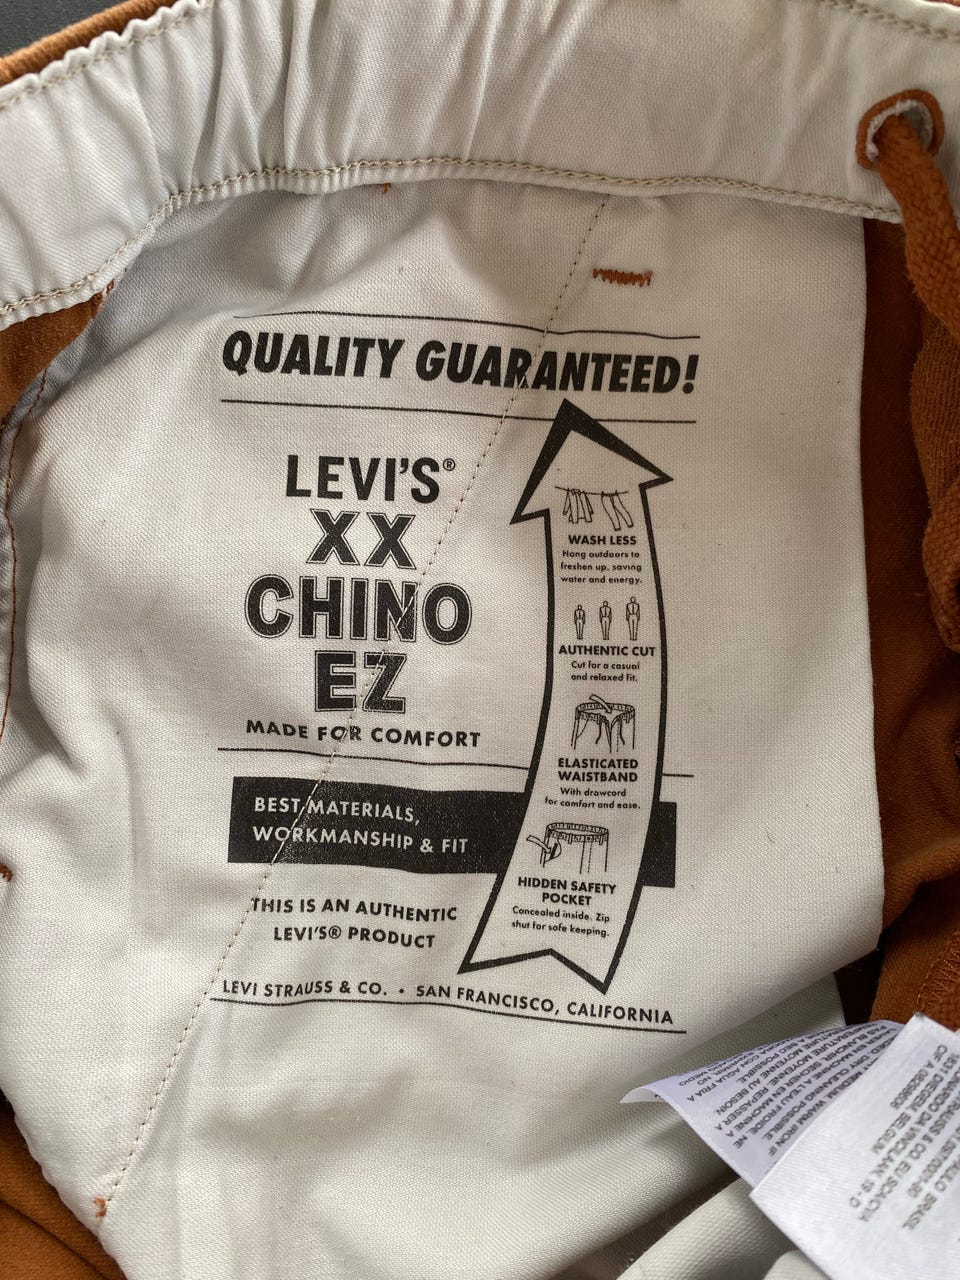 QUALITY GUARANTEED!
LEVI'S®
XX
CHINO
EZ
MADE FOR COMFORT
BEST MATERIALS,
WORKMANSHIP & FIT
THIS IS AN AUTHENTIC
LEVI'S® PRODUCT
LEVI STRAUSS & CO. • SAN FRANCISCO, CALIFORNIA
WASH LESS
Hang outdoors to
freshen up, saving
water and energy.
AUTHENTIC CUT
Cut for a casual
and relaxed fit.
ELASTICATED
WAISTBAND
With drawcord
for comfort and ease.
HIDDEN SAFETY
POCKET
Concealed inside. Zip
shut for safe keeping.